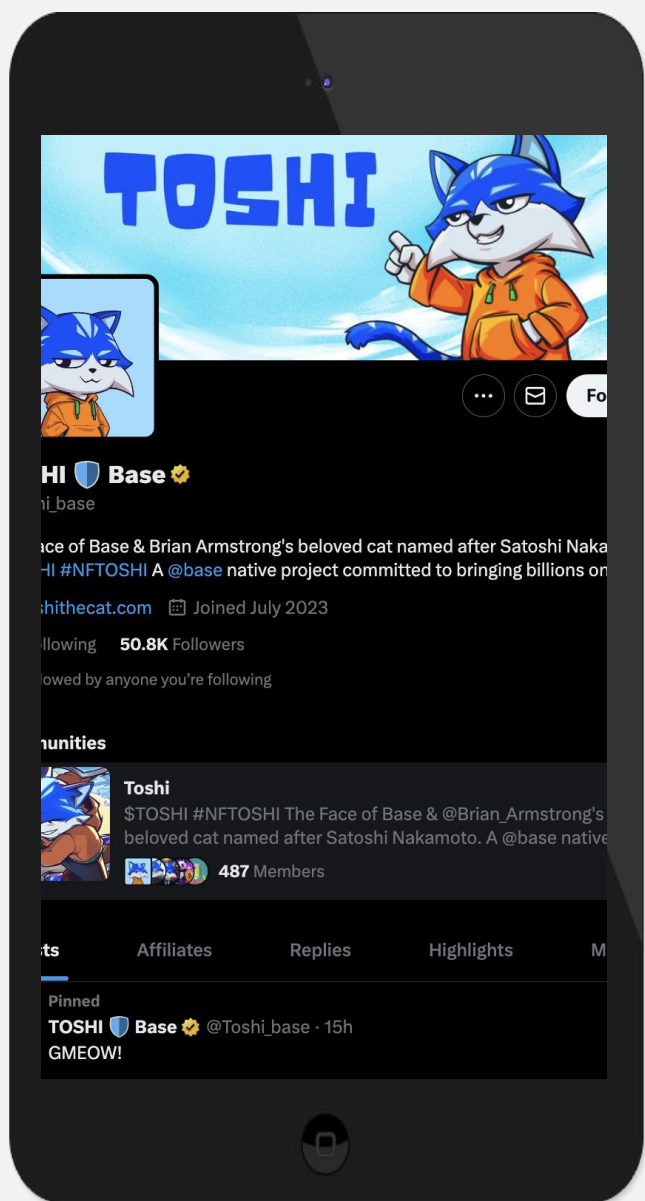 TOSHI
Fo
HI Base
i_base
ace of Base & Brian Armstrong's beloved cat named after Satoshi Naka
HI #NFTOSHI A @base native project committed to bringing billions on
shithecat.com Joined July 2023
llowing 50.8K Followers
lowed by anyone you’re following
unities
Toshi
$TOSHI #NFTOSHI The Face of Base & @Brian_Armstrong's
beloved cat named after Satoshi Nakamoto. A @base native
487 Members
ts Affiliates Replies Highlights M
Pinned
TOSHI Base @Toshi_base · 15h
GMEOW!